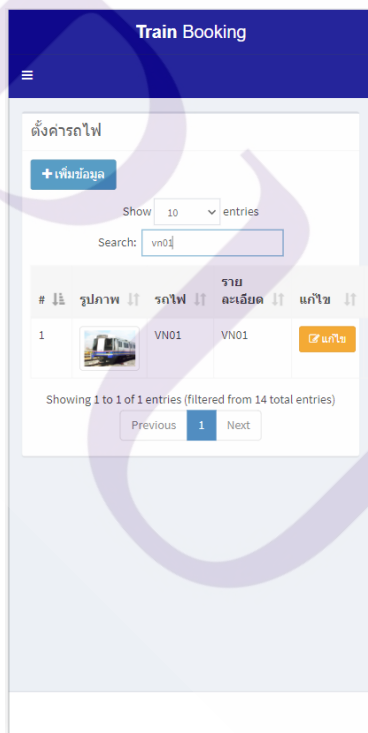 Train Booking
ตั้งค่ารถไฟ
เพิ่มข้อมูล
Show 10 entries
Search: vn01
# รูปภาพ รถไฟ ราย
ละเอียด แก้ไข
1 VN01 VN01 แก้ไข
Showing 1 to 1 of 1 entries (filtered from 14 total entries)
Previous 1 Next